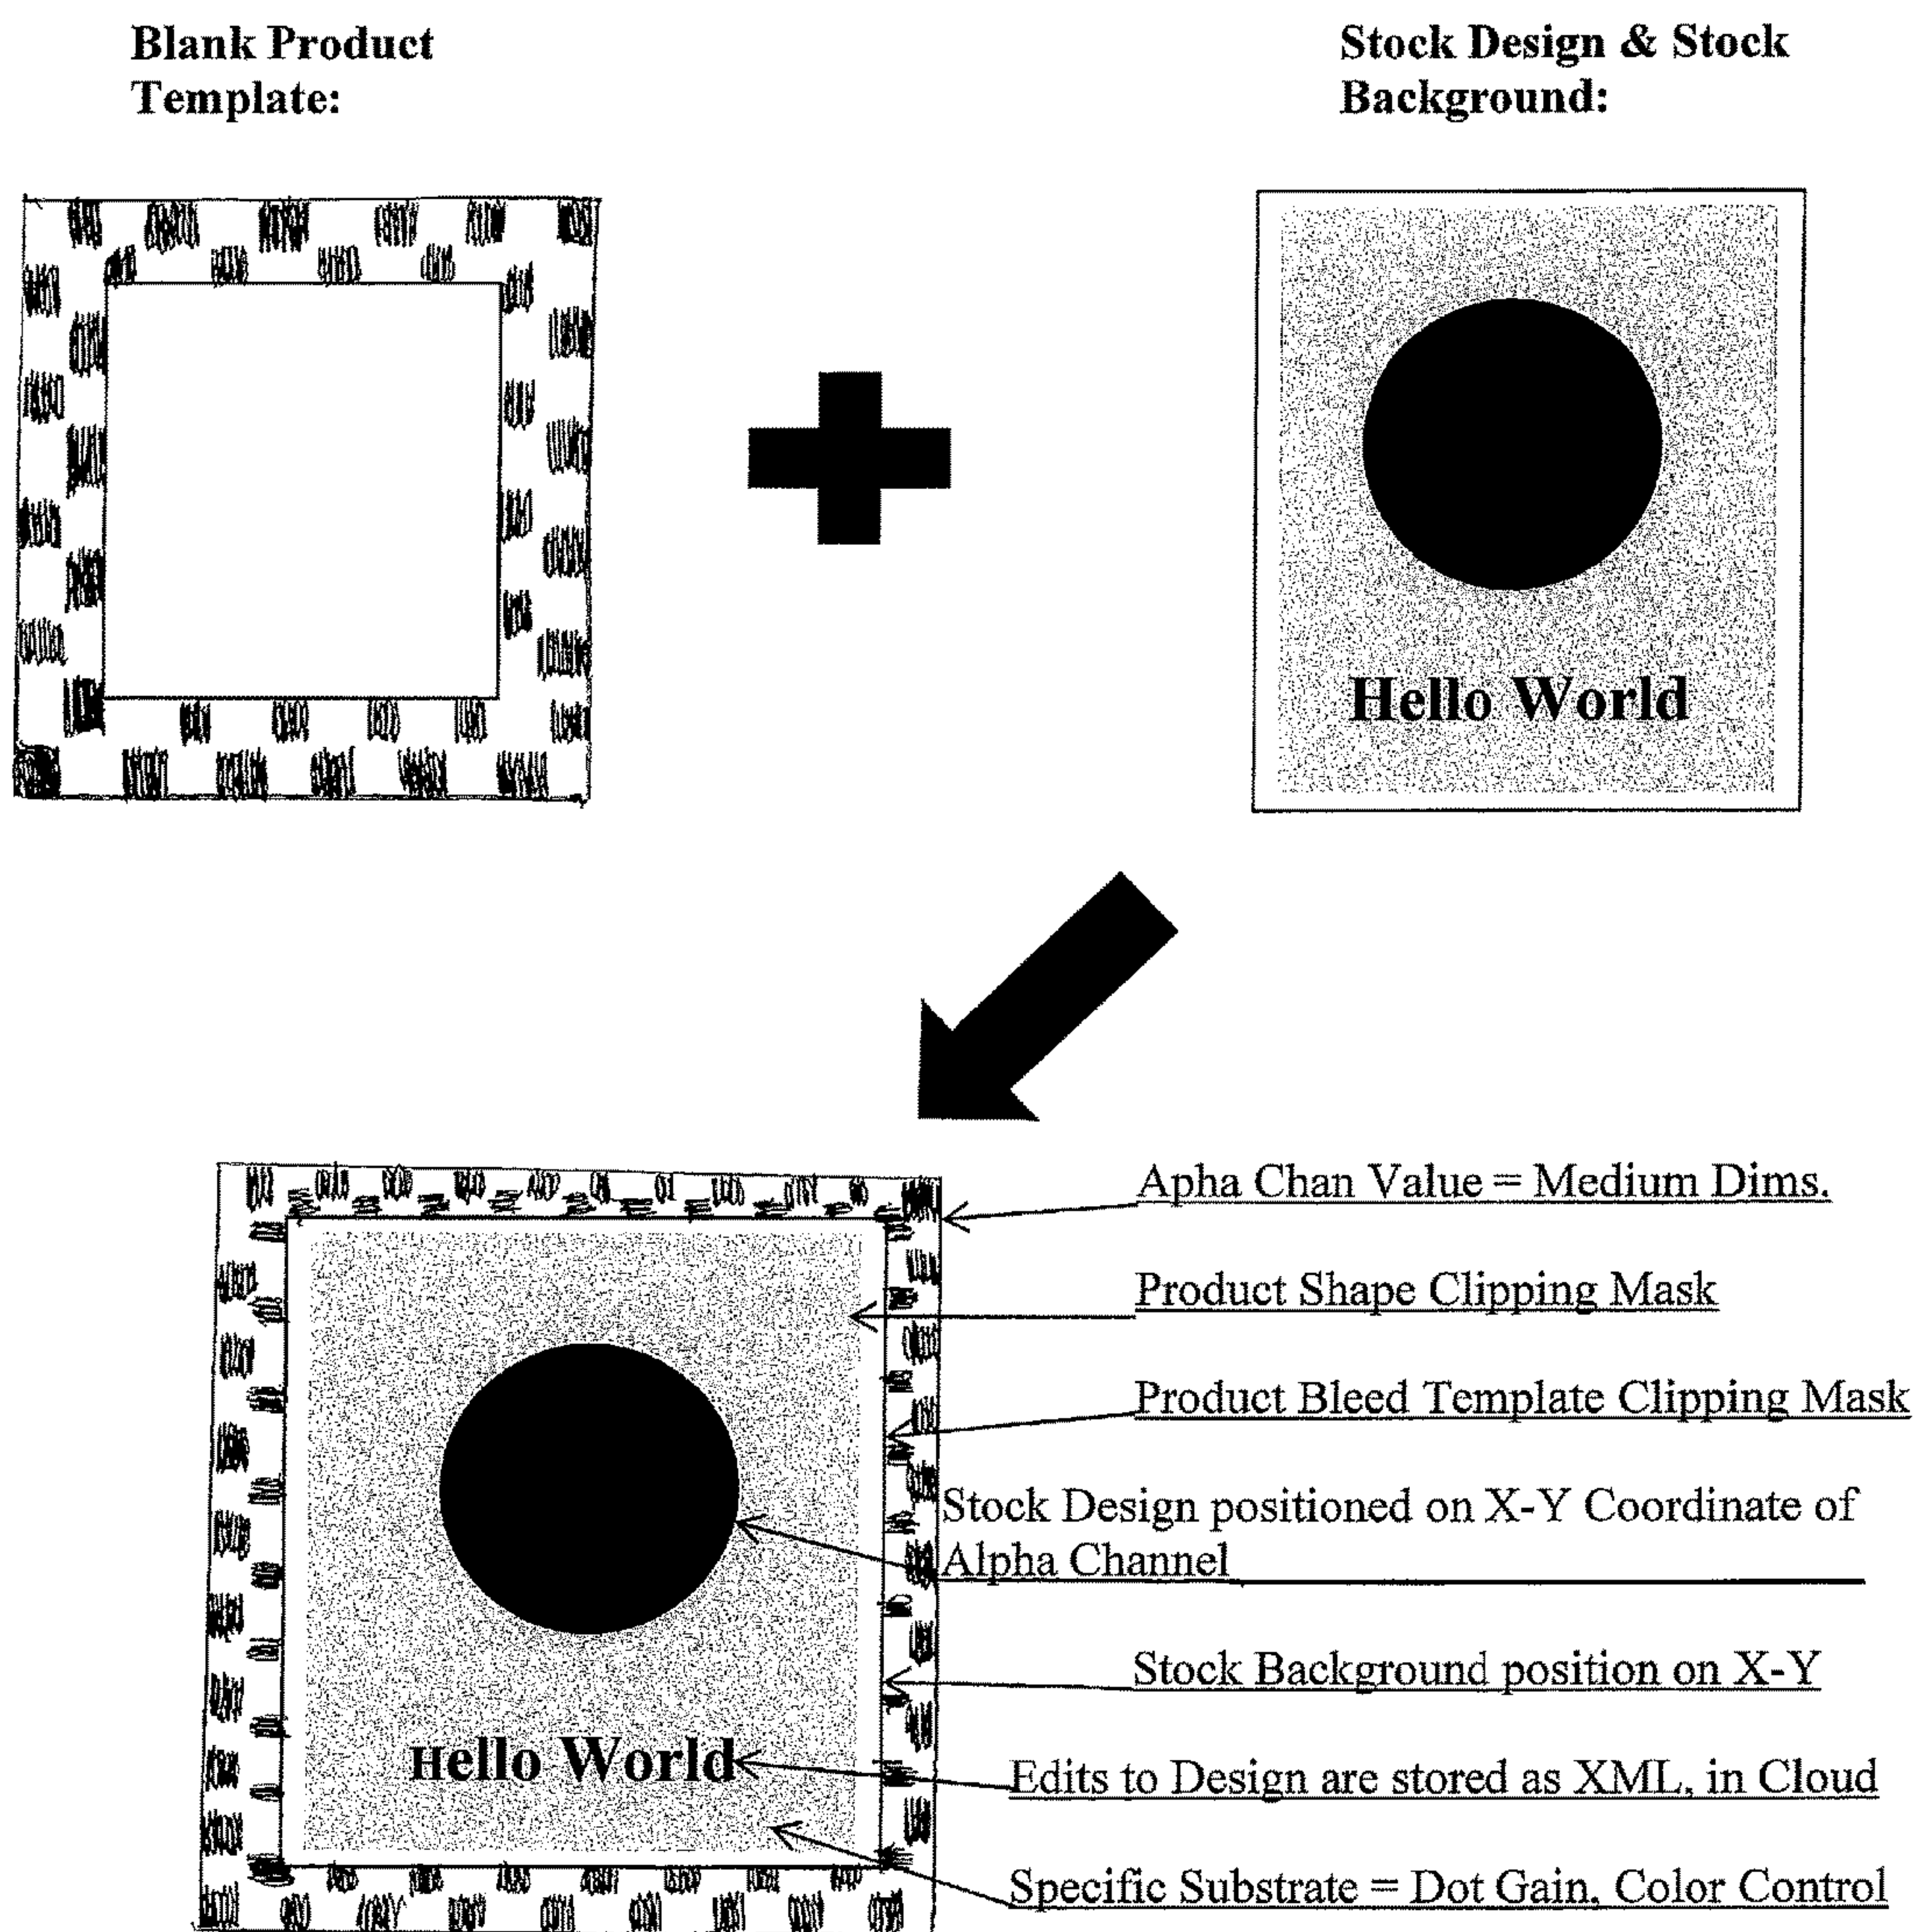 Blank Product
Template:
Stock Design & Stock
Background:
Hello World
Apha Chan Value = Medium Dims.
Product Shape Clipping Mask
Product Bleed Template Clipping Mask
Stock Design positioned on X-Y Coordinate of
Alpha Channel
Stock Background position on X-Y
Hello World
Edits to Design are stored as XML, in Cloud
Specific Substrate = Dot Gain, Color Control